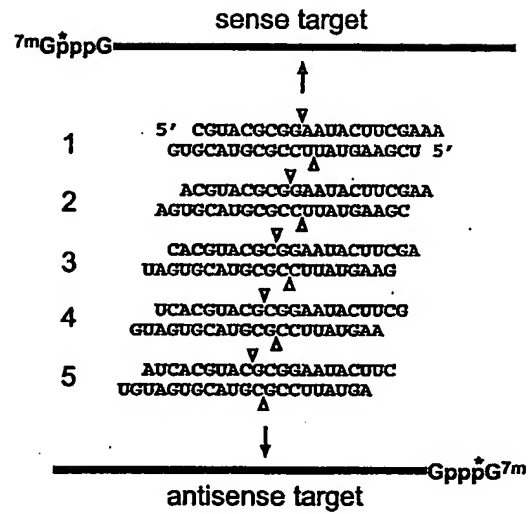 sense target
7mGpppG
*
1
5' CGUACGCGGAAUACUUCGAAA
GUGCAUGCGCCUUAUGAAGCU 5'
2
ACGUACGCGGAAUACUUCGAA
AGUGCAUGCGCCUUAUGAAGC
3
CACGUACGCGGAAUACUUCGA
UAGUGCAUGCGCCUUAUGAAG
4
UCACGUACGCGGAAUACUUCG
GUAGUGCAUGCGCCUUAUGAA
5
AUCACGUACGCGGAAUACUUC
UGUAGUGCAUGCGCCUUAUGA
*
GpppG7m
antisense target